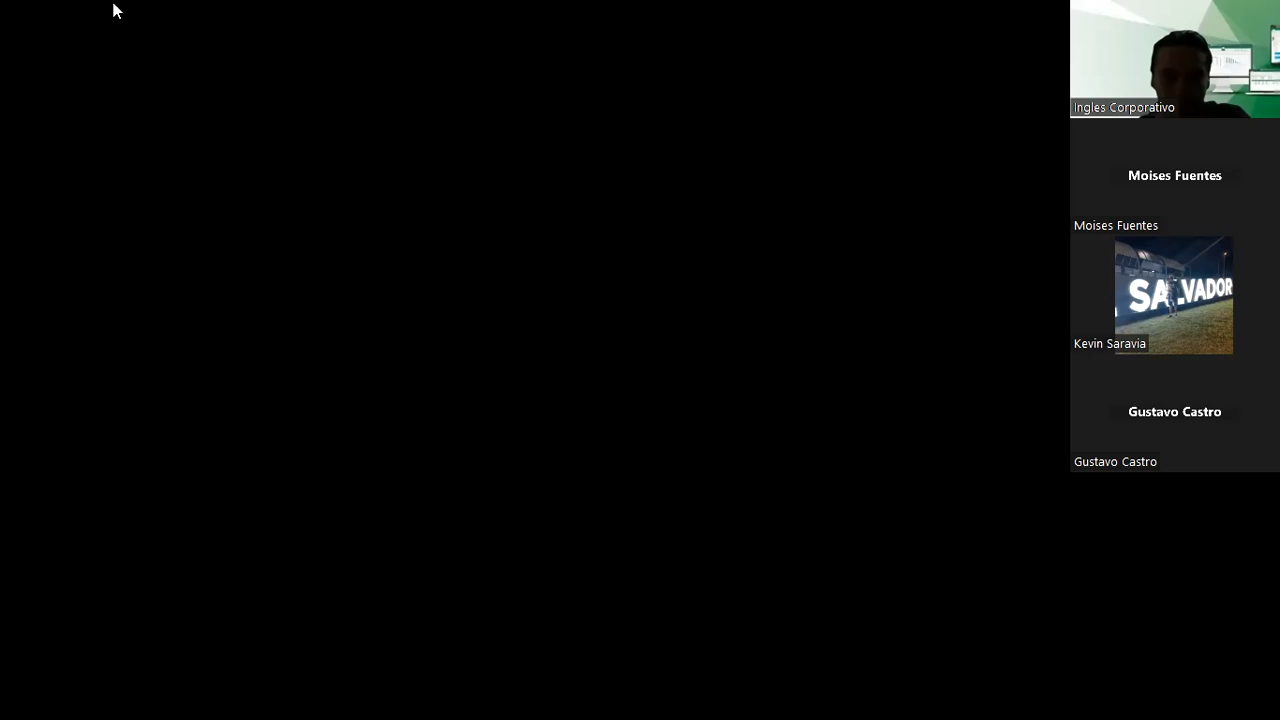 Ingles Corporativo
Moises Fuentes
Moises Fuentes
SALVADOR
Kevin Saravia
Gustavo Castro
Gustavo Castro